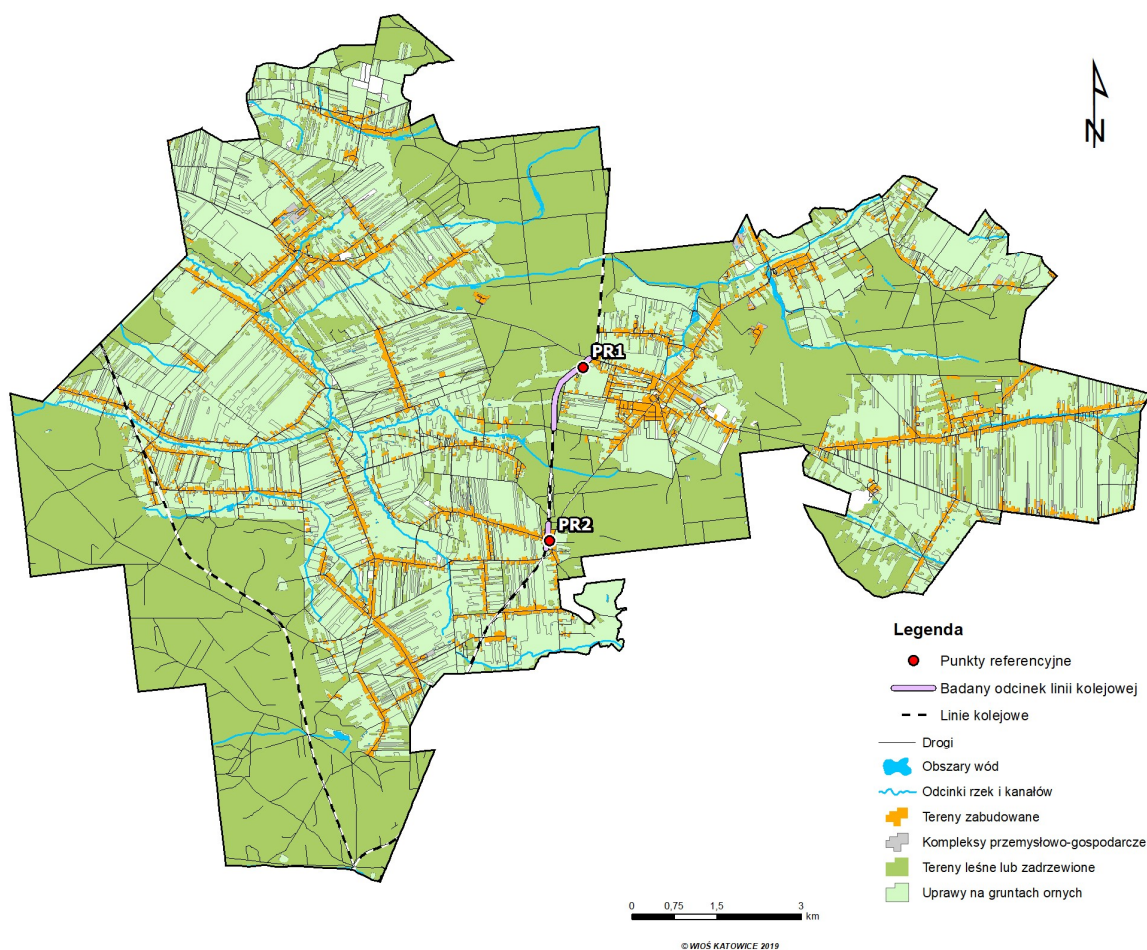 N
PR1
PR2
Legenda
Punkty referencyjne
Badany odcinek linii kolejowej
Linie kolejowe
Drogi
Obszary wód
Odcinki rzek i kanałów
Tereny zabudowane
Kompleksy przemysłowo-gospodarcze
Tereny leśne lub zadrzewione
Uprawy na gruntach ornych
0 0,75 1,5 3
km
© WIOŚ KATOWICE 2019